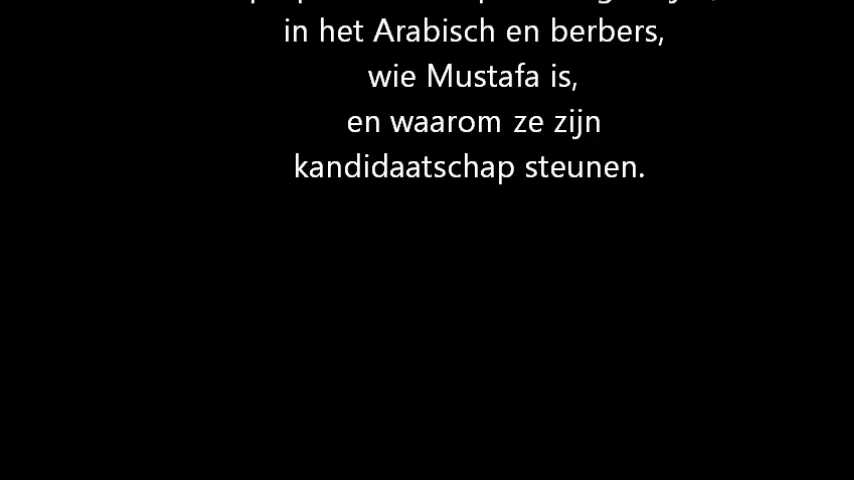 in het Arabisch en berbers,
wie Mustafa is,
en waarom ze zijn
kandidaatschap steunen.